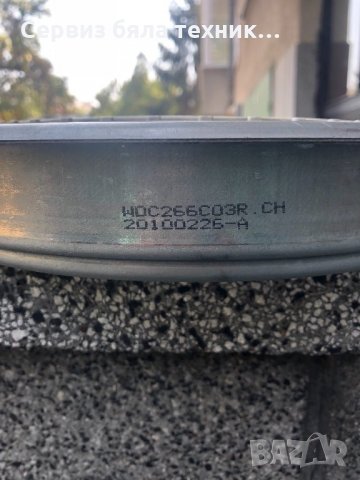 Сервиз бяла техник...
WDC266C03R.CH
20100226-A
BAZAR